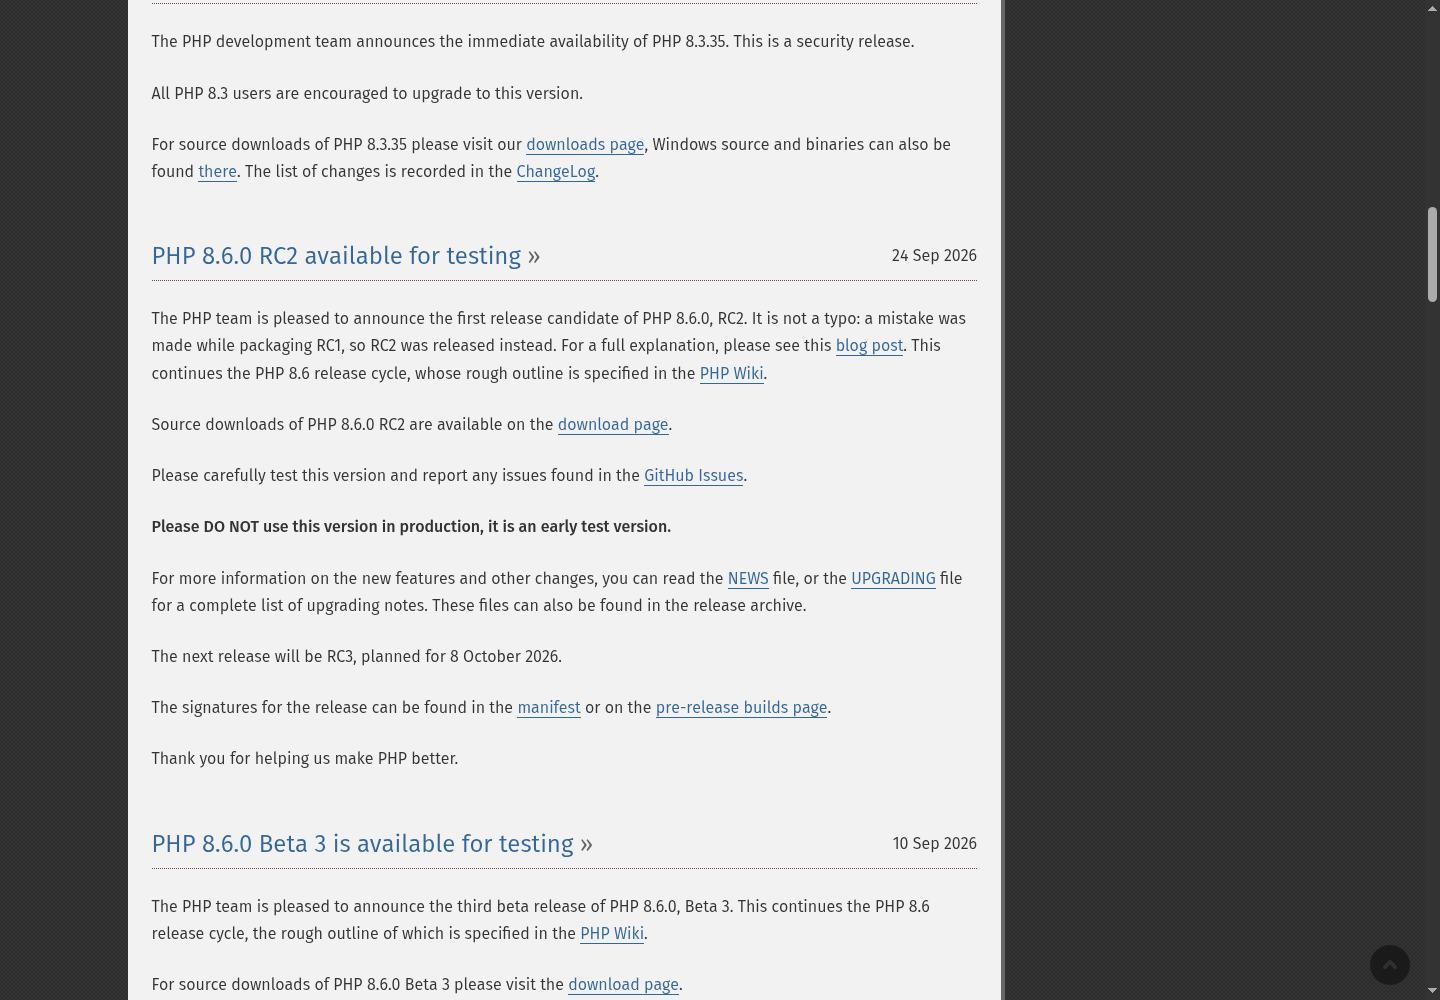 The PHP development team announces the immediate availability of PHP 8.3.35. This is a security release.
All PHP 8.3 users are encouraged to upgrade to this version.
For source downloads of PHP 8.3.35 please visit our downloads page, Windows source and binaries can also be
found there. The list of changes is recorded in the ChangeLog.
PHP 8.6.0 RC2 available for testing » 24 Sep 2026
The PHP team is pleased to announce the first release candidate of PHP 8.6.0, RC2. It is not a typo: a mistake was
made while packaging RC1, so RC2 was released instead. For a full explanation, please see this blog post. This
continues the PHP 8.6 release cycle, whose rough outline is specified in the PHP Wiki.
Source downloads of PHP 8.6.0 RC2 are available on the download page.
Please carefully test this version and report any issues found in the GitHub Issues.
Please DO NOT use this version in production, it is an early test version.
For more information on the new features and other changes, you can read the NEWS file, or the UPGRADING file
for a complete list of upgrading notes. These files can also be found in the release archive.
The next release will be RC3, planned for 8 October 2026.
The signatures for the release can be found in the manifest or on the pre-release builds page.
Thank you for helping us make PHP better.
PHP 8.6.0 Beta 3 is available for testing » 10 Sep 2026
The PHP team is pleased to announce the third beta release of PHP 8.6.0, Beta 3. This continues the PHP 8.6
release cycle, the rough outline of which is specified in the PHP Wiki.
For source downloads of PHP 8.6.0 Beta 3 please visit the download page.